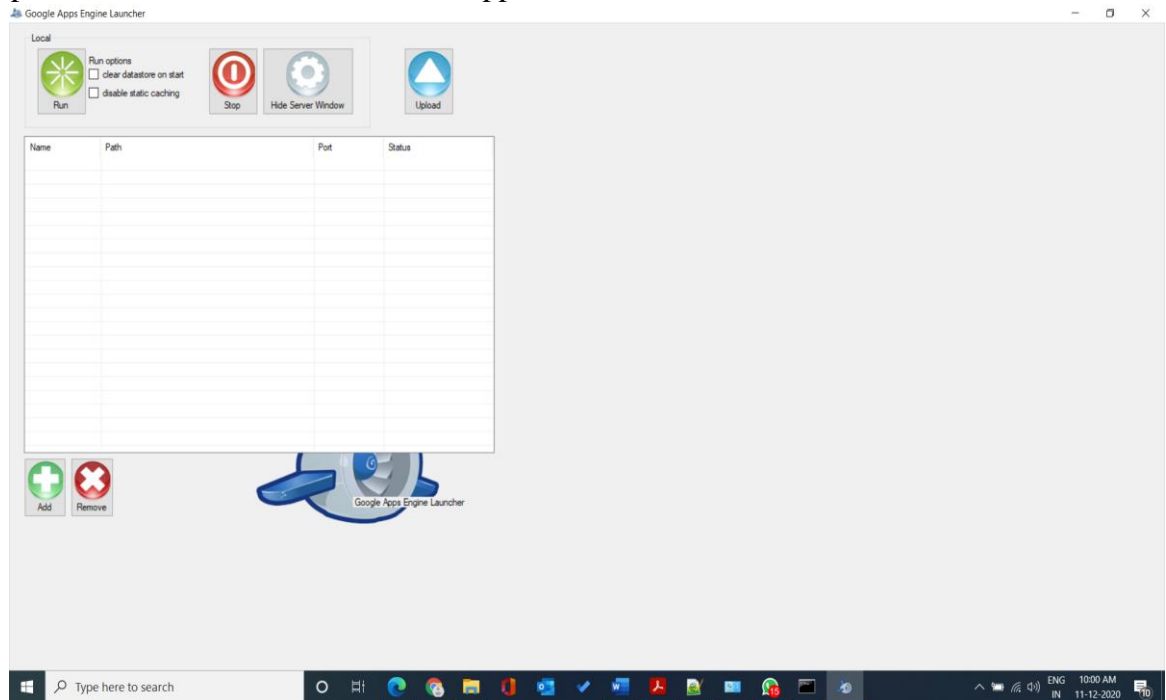 Google Apps Engine Launcher
Local
Run options
clear datastore on start
disable static caching
Run
Stop
Hide Server Window
Upload
Name Path Port Status
Add
Remove
Google Apps Engine Launcher
Type here to search
ENG 10:00 AM
IN 11-12-2020